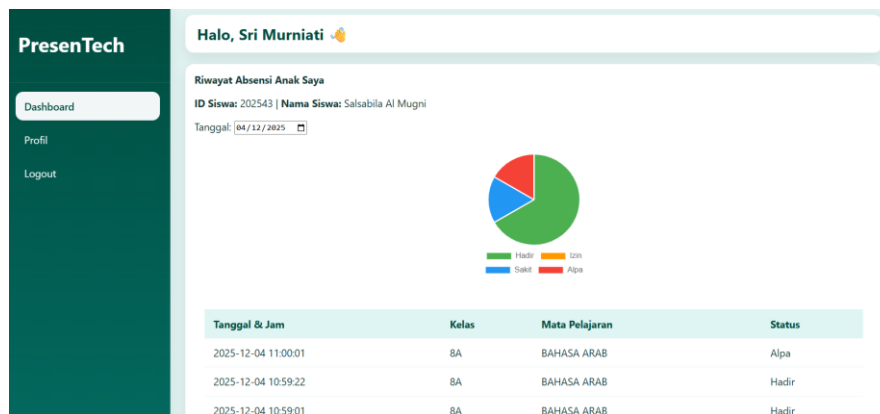 PresenTech
Dashboard
Profil
Logout
Halo, Sri Murniati 👋
Riwayat Absensi Anak Saya
ID Siswa: 202543 | Nama Siswa: Salsabila Al Mugni
Tanggal: 04/12/2025
Hadir Izin
Sakit Alpa
Tanggal & Jam Kelas Mata Pelajaran Status
2025-12-04 11:00:01 8A BAHASA ARAB Alpa
2025-12-04 10:59:22 8A BAHASA ARAB Hadir
2025-12-04 10:59:01 8A BAHASA ARAB Hadir